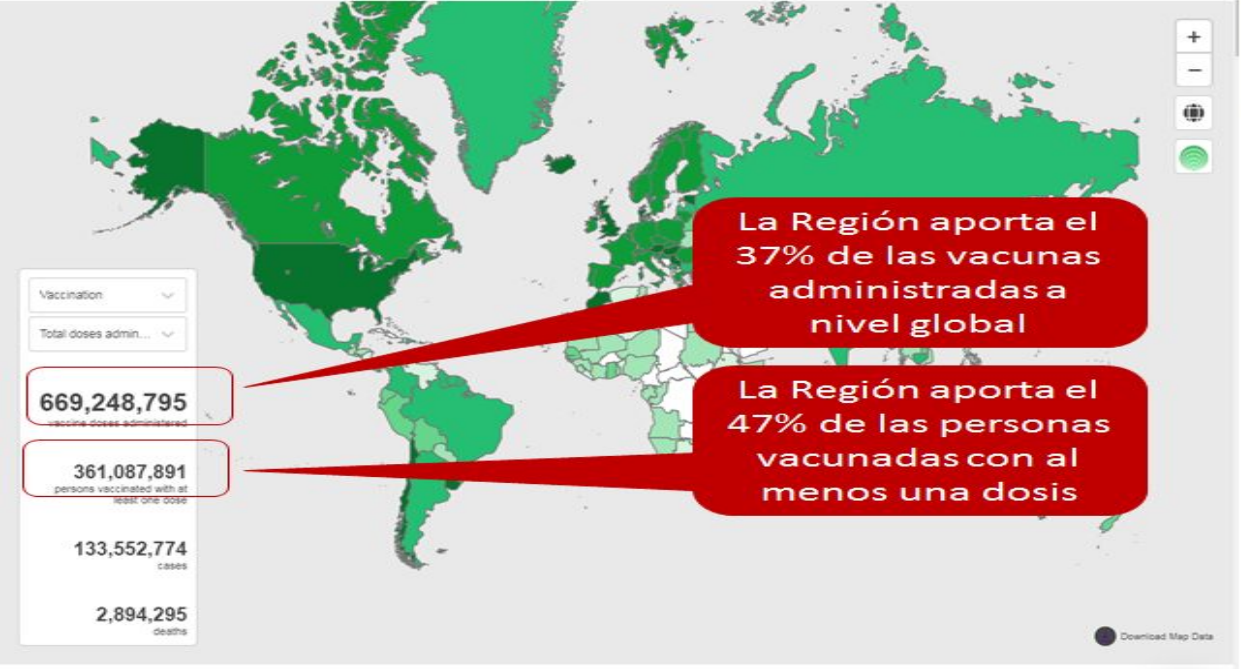 +
−
La Región aporta el
37% de las vacunas
administradas a
nivel global
Vaccination
Total doses admin...
669,248,795
vaccine doses administered
La Región aporta el
47% de las personas
vacunadas con al
menos una dosis
361,087,891
persons vaccinated with at
least one dose
133,552,774
cases
2,894,295
deaths
Download Map Data